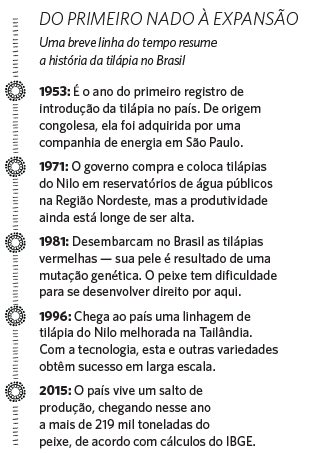 DO PRIMEIRO NADO À EXPANSÃO
Uma breve linha do tempo resume
a história da tilápia no Brasil
1953: É o ano do primeiro registro de
introdução da tilápia no país. De origem
congolesa, ela foi adquirida por uma
companhia de energia em São Paulo.
1971: O governo compra e coloca tilápias
do Nilo em reservatórios de água públicos
na Região Nordeste, mas a produtividade
ainda está longe de ser alta.
1981: Desembarcam no Brasil as tilápias
vermelhas — sua pele é resultado de uma
mutação genética. O peixe tem dificuldade
para se desenvolver direito por aqui.
1996: Chega ao país uma linhagem de
tilápia do Nilo melhorada na Tailândia.
Com a tecnologia, esta e outras variedades
obtêm sucesso em larga escala.
2015: O país vive um salto de
produção, chegando nesse ano
a mais de 219 mil toneladas do
peixe, de acordo com cálculos do IBGE.